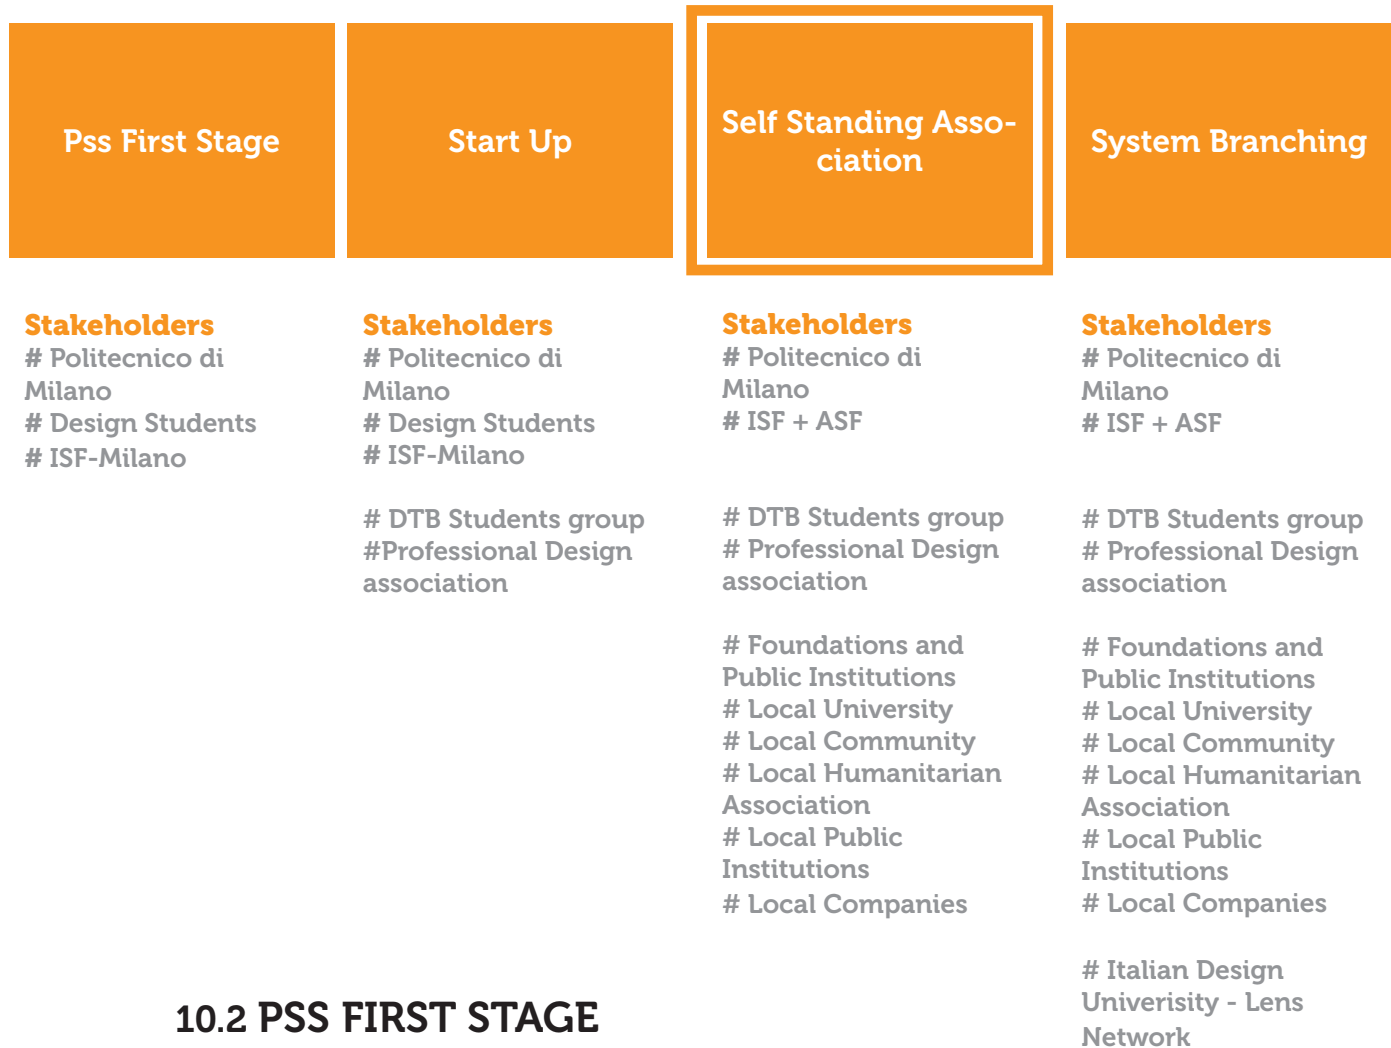 Pss First Stage
Start Up
Self Standing Asso-
ciation
System Branching
Stakeholders
# Politecnico di
Milano
# Design Students
# ISF-Milano
Stakeholders
# Politecnico di
Milano
# Design Students
# ISF-Milano
# DTB Students group
#Professional Design
association
Stakeholders
# Politecnico di
Milano
# ISF + ASF
# DTB Students group
# Professional Design
association
# Foundations and
Public Institutions
# Local University
# Local Community
# Local Humanitarian
Association
# Local Public
Institutions
# Local Companies
Stakeholders
# Politecnico di
Milano
# ISF + ASF
# DTB Students group
# Professional Design
association
# Foundations and
Public Institutions
# Local University
# Local Community
# Local Humanitarian
Association
# Local Public
Institutions
# Local Companies
# Italian Design
Univerisity - Lens
Network
10.2 PSS FIRST STAGE